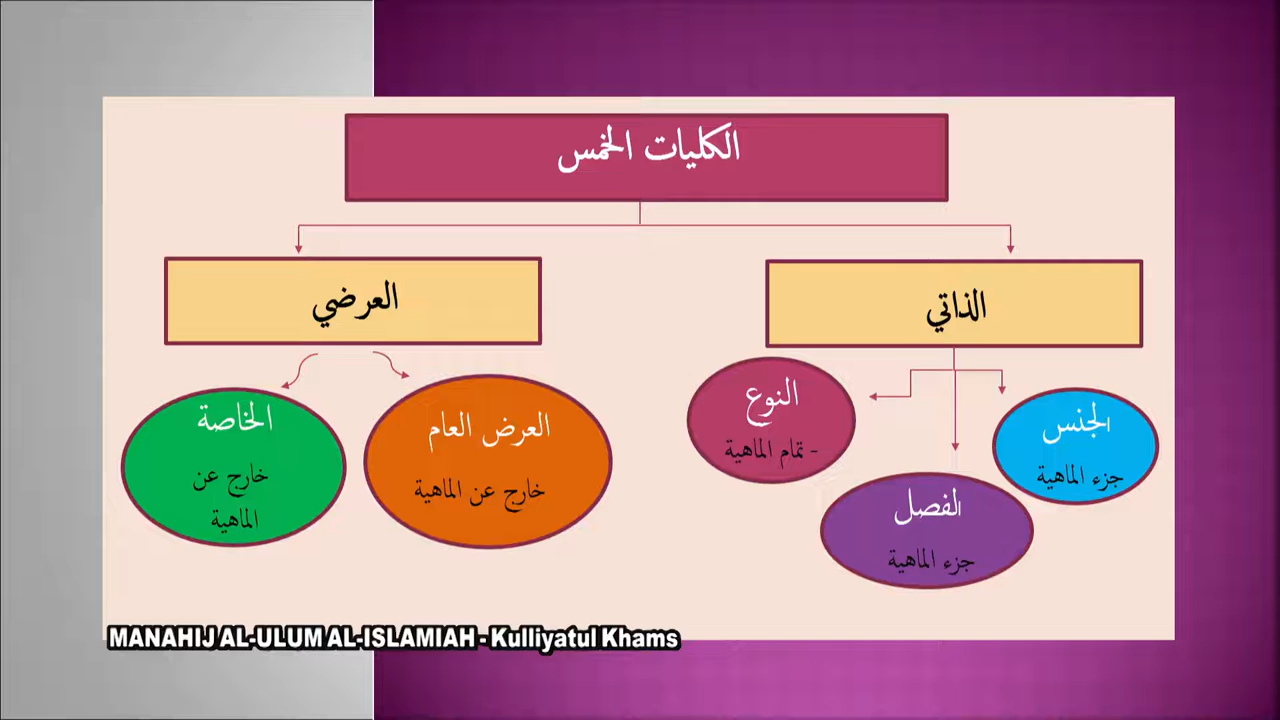 الكليات الخمس
الذاتي
العرضي
الجنس
جزء الماهية
الفصل
جزء الماهية
النوع
- تمام الماهية
العرض العام
خارج عن الماهية
الخاصة
خارج عن
الماهية
MANAHIJ AL-ULUM AL-ISLAMIAH - Kulliyatul Khams